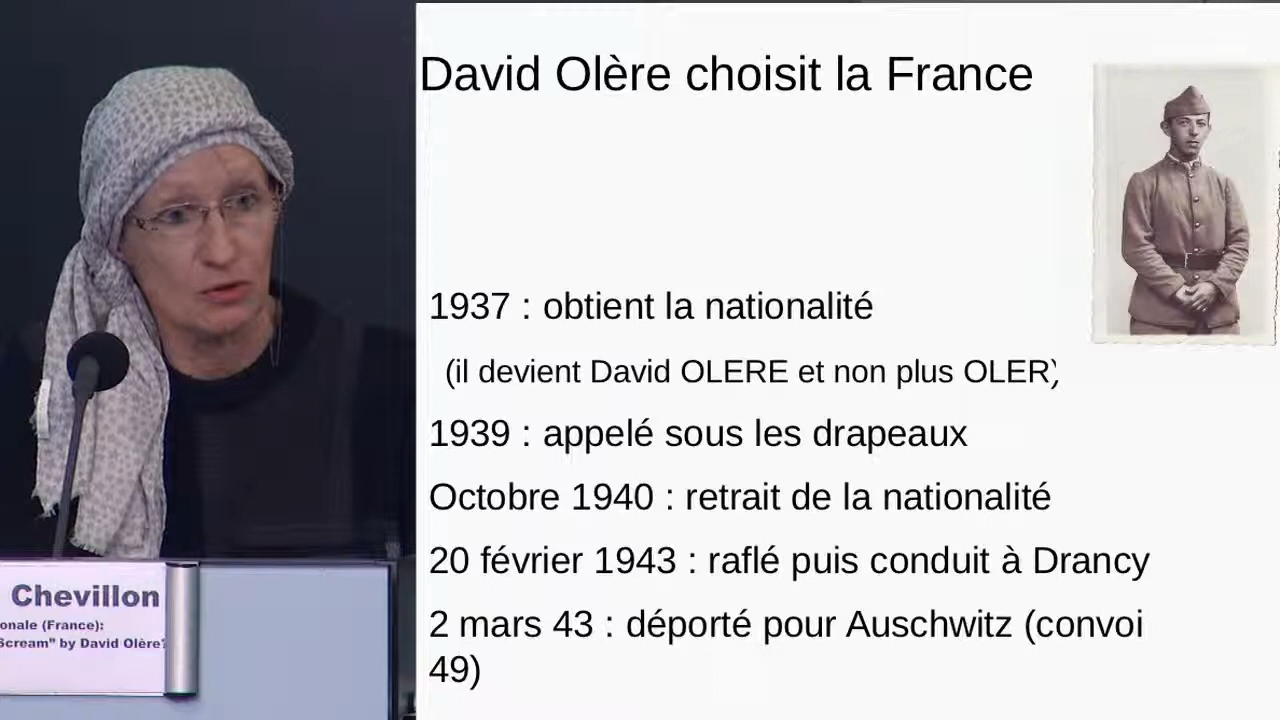 David Olère choisit la France
1937 : obtient la nationalité
(il devient David OLERE et non plus OLER)
1939 : appelé sous les drapeaux
Octobre 1940 : retrait de la nationalité
20 février 1943 : raflé puis conduit à Drancy
2 mars 43 : déporté pour Auschwitz (convoi
49)
Chevillon
onale (France):
Scream” by David Olère?